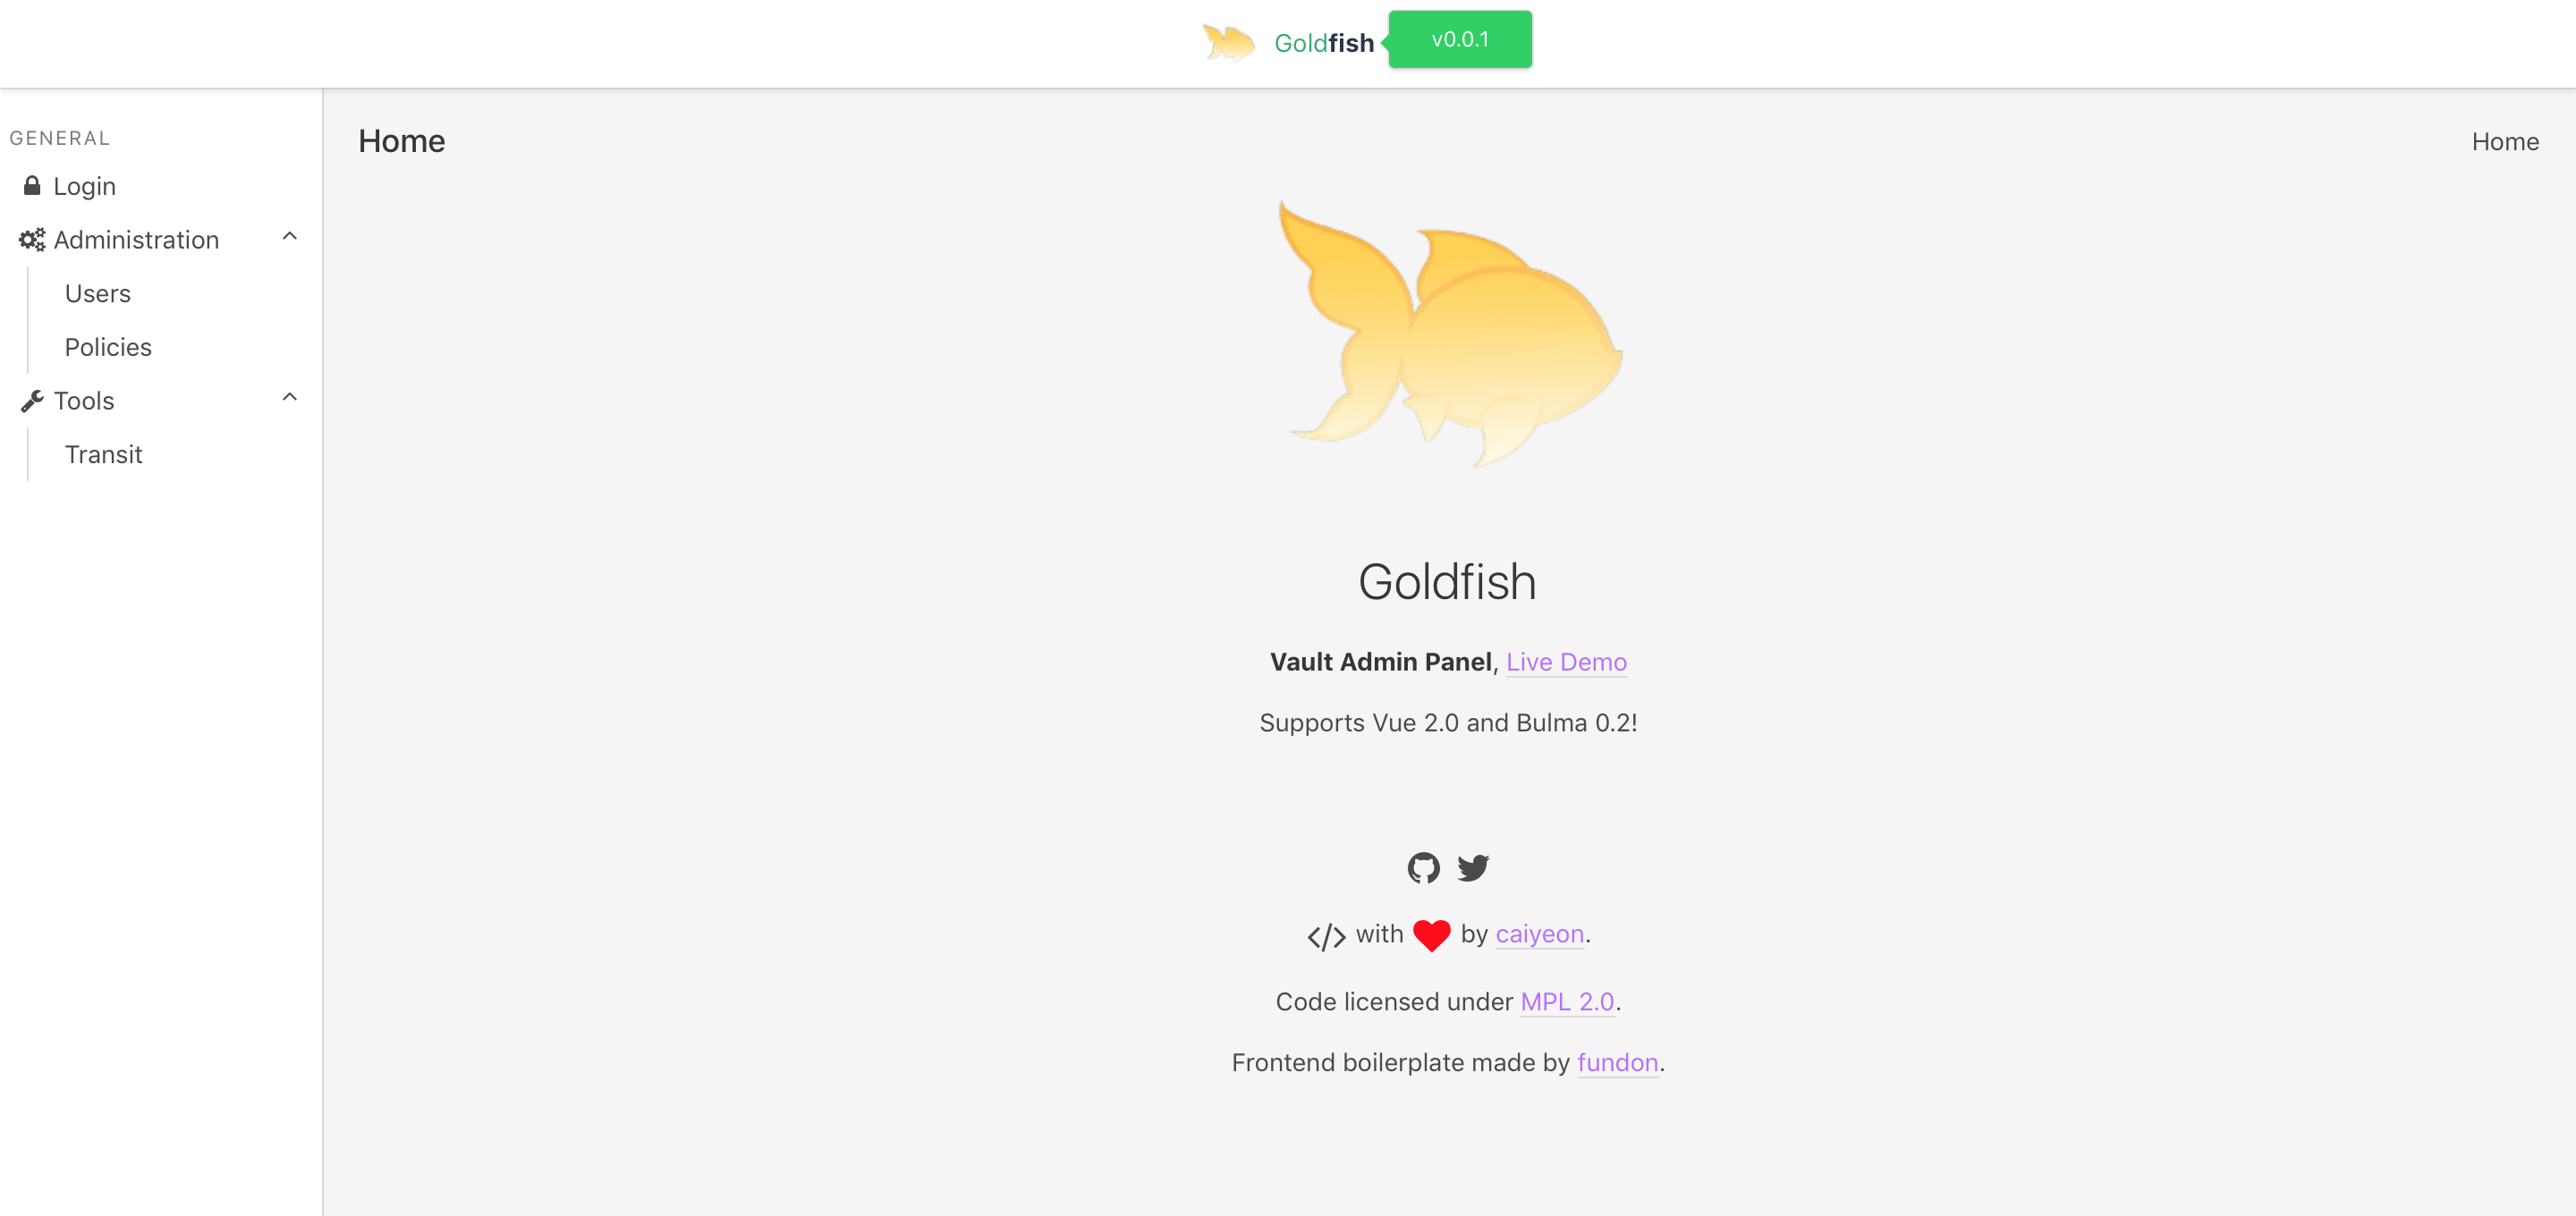 Goldfish v0.0.1
GENERAL
Login
Administration
Users
Policies
Tools
Transit
Home
Home
Goldfish
Vault Admin Panel, Live Demo
Supports Vue 2.0 and Bulma 0.2!
</> with ❤ by caiyeon.
Code licensed under MPL 2.0.
Frontend boilerplate made by fundon.